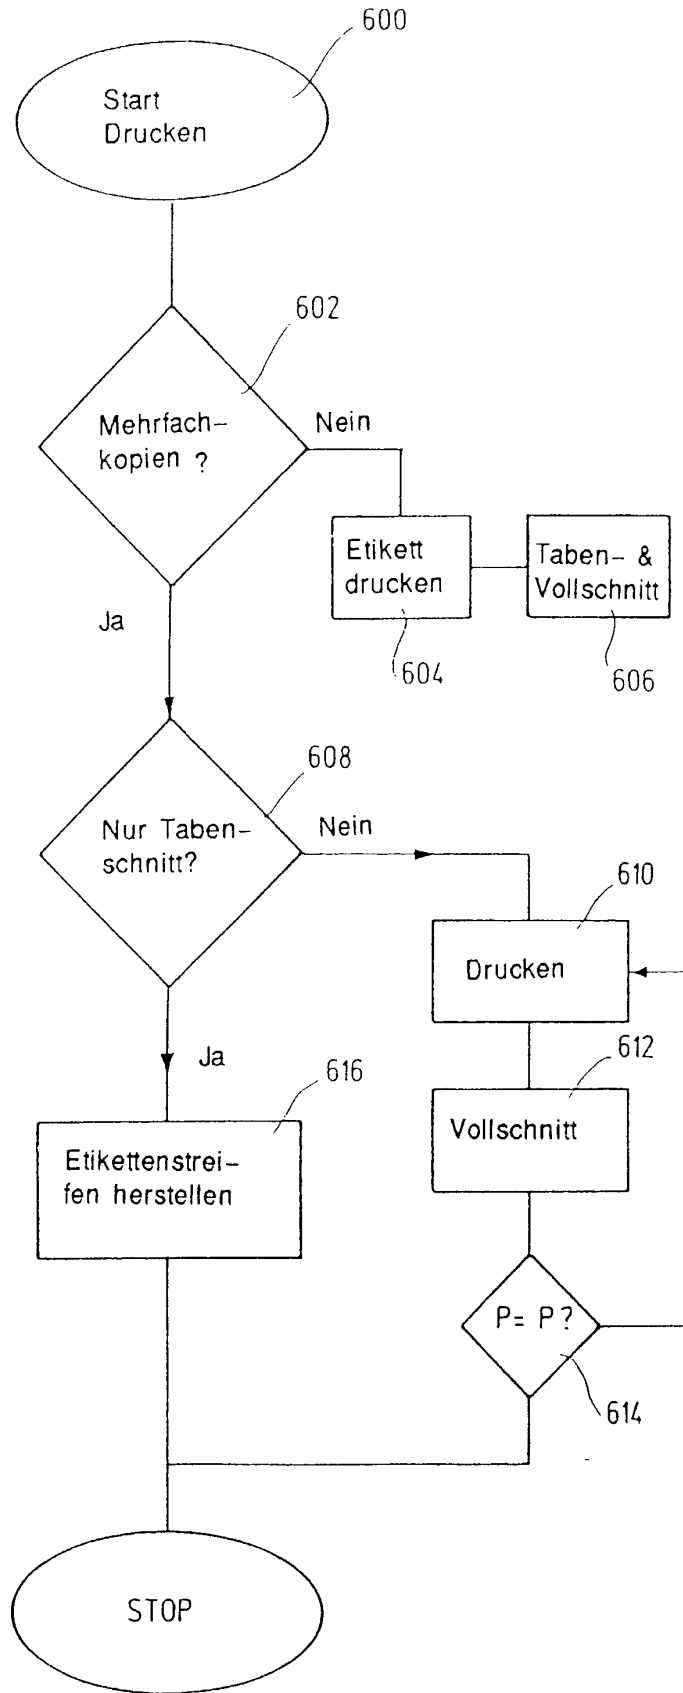 600
Start
Drucken
602
Mehrfach-
kopien ?
Nein
Etikett
drucken
Taben- &
Vollschnitt
604
606
Ja
608
Nur Taben-
schnitt?
Nein
610
Drucken
Ja
616
612
Etikettenstrei-
fen herstellen
Vollschnitt
P= P?
614
STOP